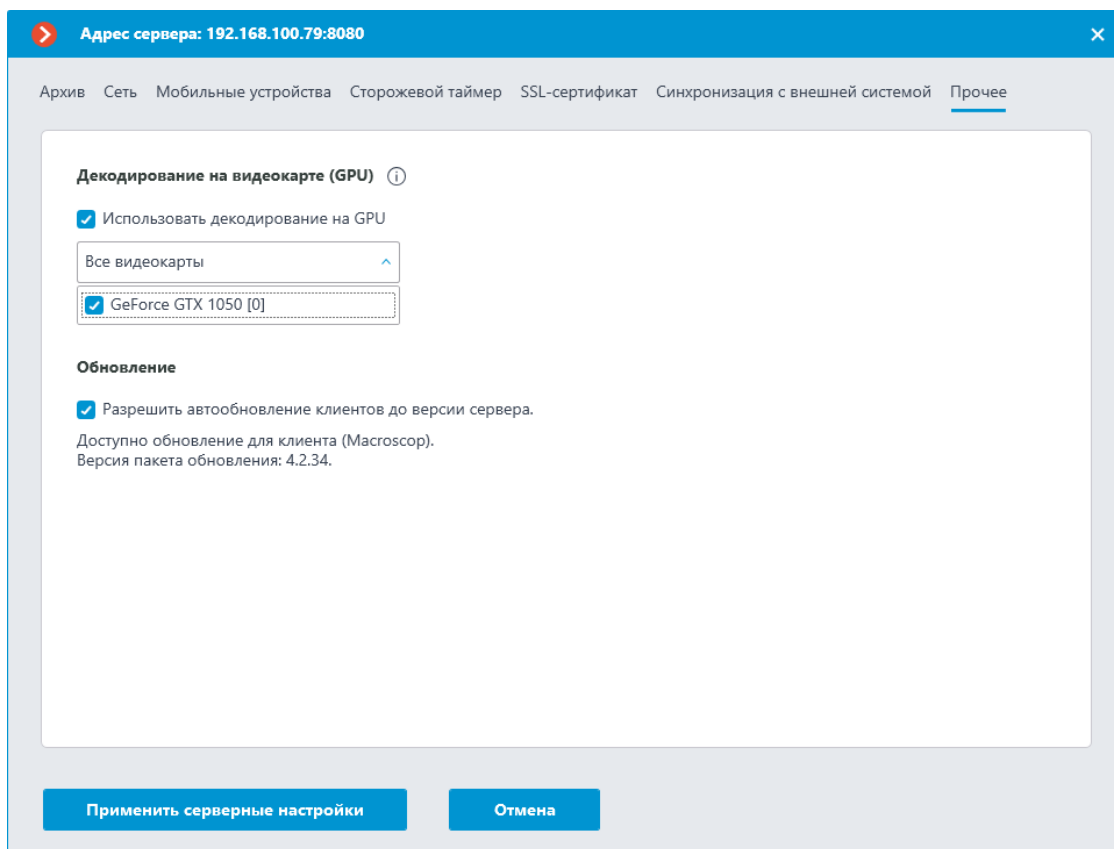 Адрес сервера: 192.168.100.79:8080
Архив Сеть Мобильные устройства Сторожевой таймер SSL-сертификат Синхронизация с внешней системой Прочее
Декодирование на видеокарте (GPU)
Использовать декодирование на GPU
Все видеокарты
GeForce GTX 1050 [0]
Обновление
Разрешить автообновление клиентов до версии сервера.
Доступно обновление для клиента (Macroscop).
Версия пакета обновления: 4.2.34.
Применить серверные настройки Отмена